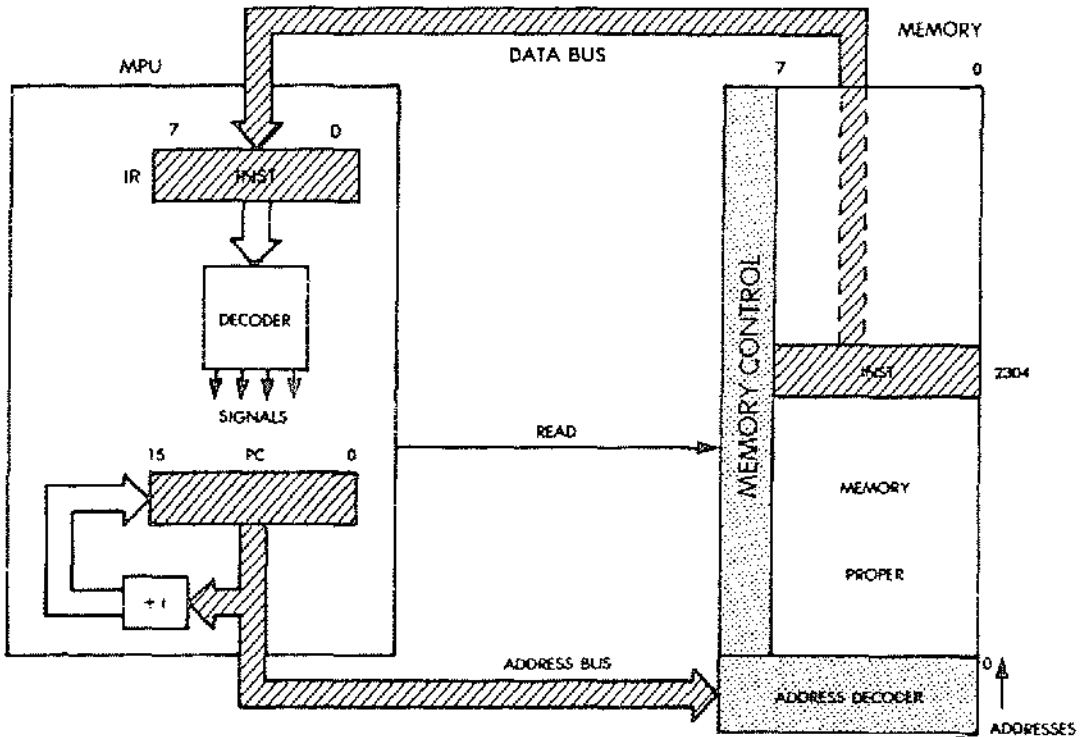 MEMORY
DATA BUS
MPU
7 0
7 0
IR INST
DECODER
SIGNALS
MEMORY CONTROL
INST 2304
READ
15 PC 0
MEMORY
PROPER
+1
ADDRESS BUS
0
ADDRESS DECODER
ADDRESSES